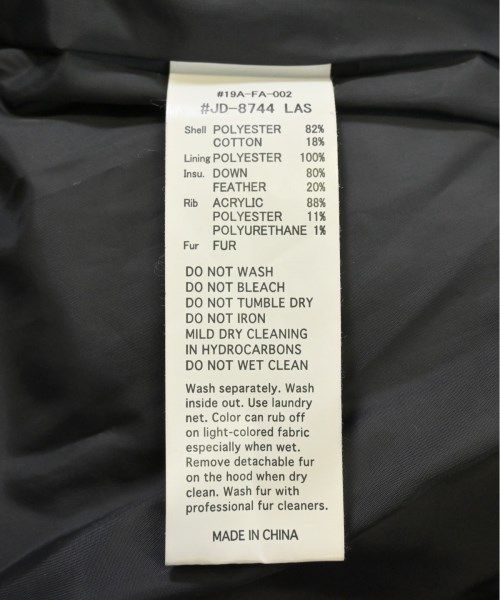 #19A-FA-002
#JD-8744 LAS
Shell POLYESTER 82%
COTTON 18%
Lining POLYESTER 100%
Insu. DOWN 80%
FEATHER 20%
Rib ACRYLIC 88%
POLYESTER 11%
POLYURETHANE 1%
Fur FUR
DO NOT WASH
DO NOT BLEACH
DO NOT TUMBLE DRY
DO NOT IRON
MILD DRY CLEANING
IN HYDROCARBONS
DO NOT WET CLEAN
Wash separately. Wash
inside out. Use laundry
net. Color can rub off
on light-colored fabric
especially when wet.
Remove detachable fur
on the hood when dry
clean. Wash fur with
professional fur cleaners.
MADE IN CHINA